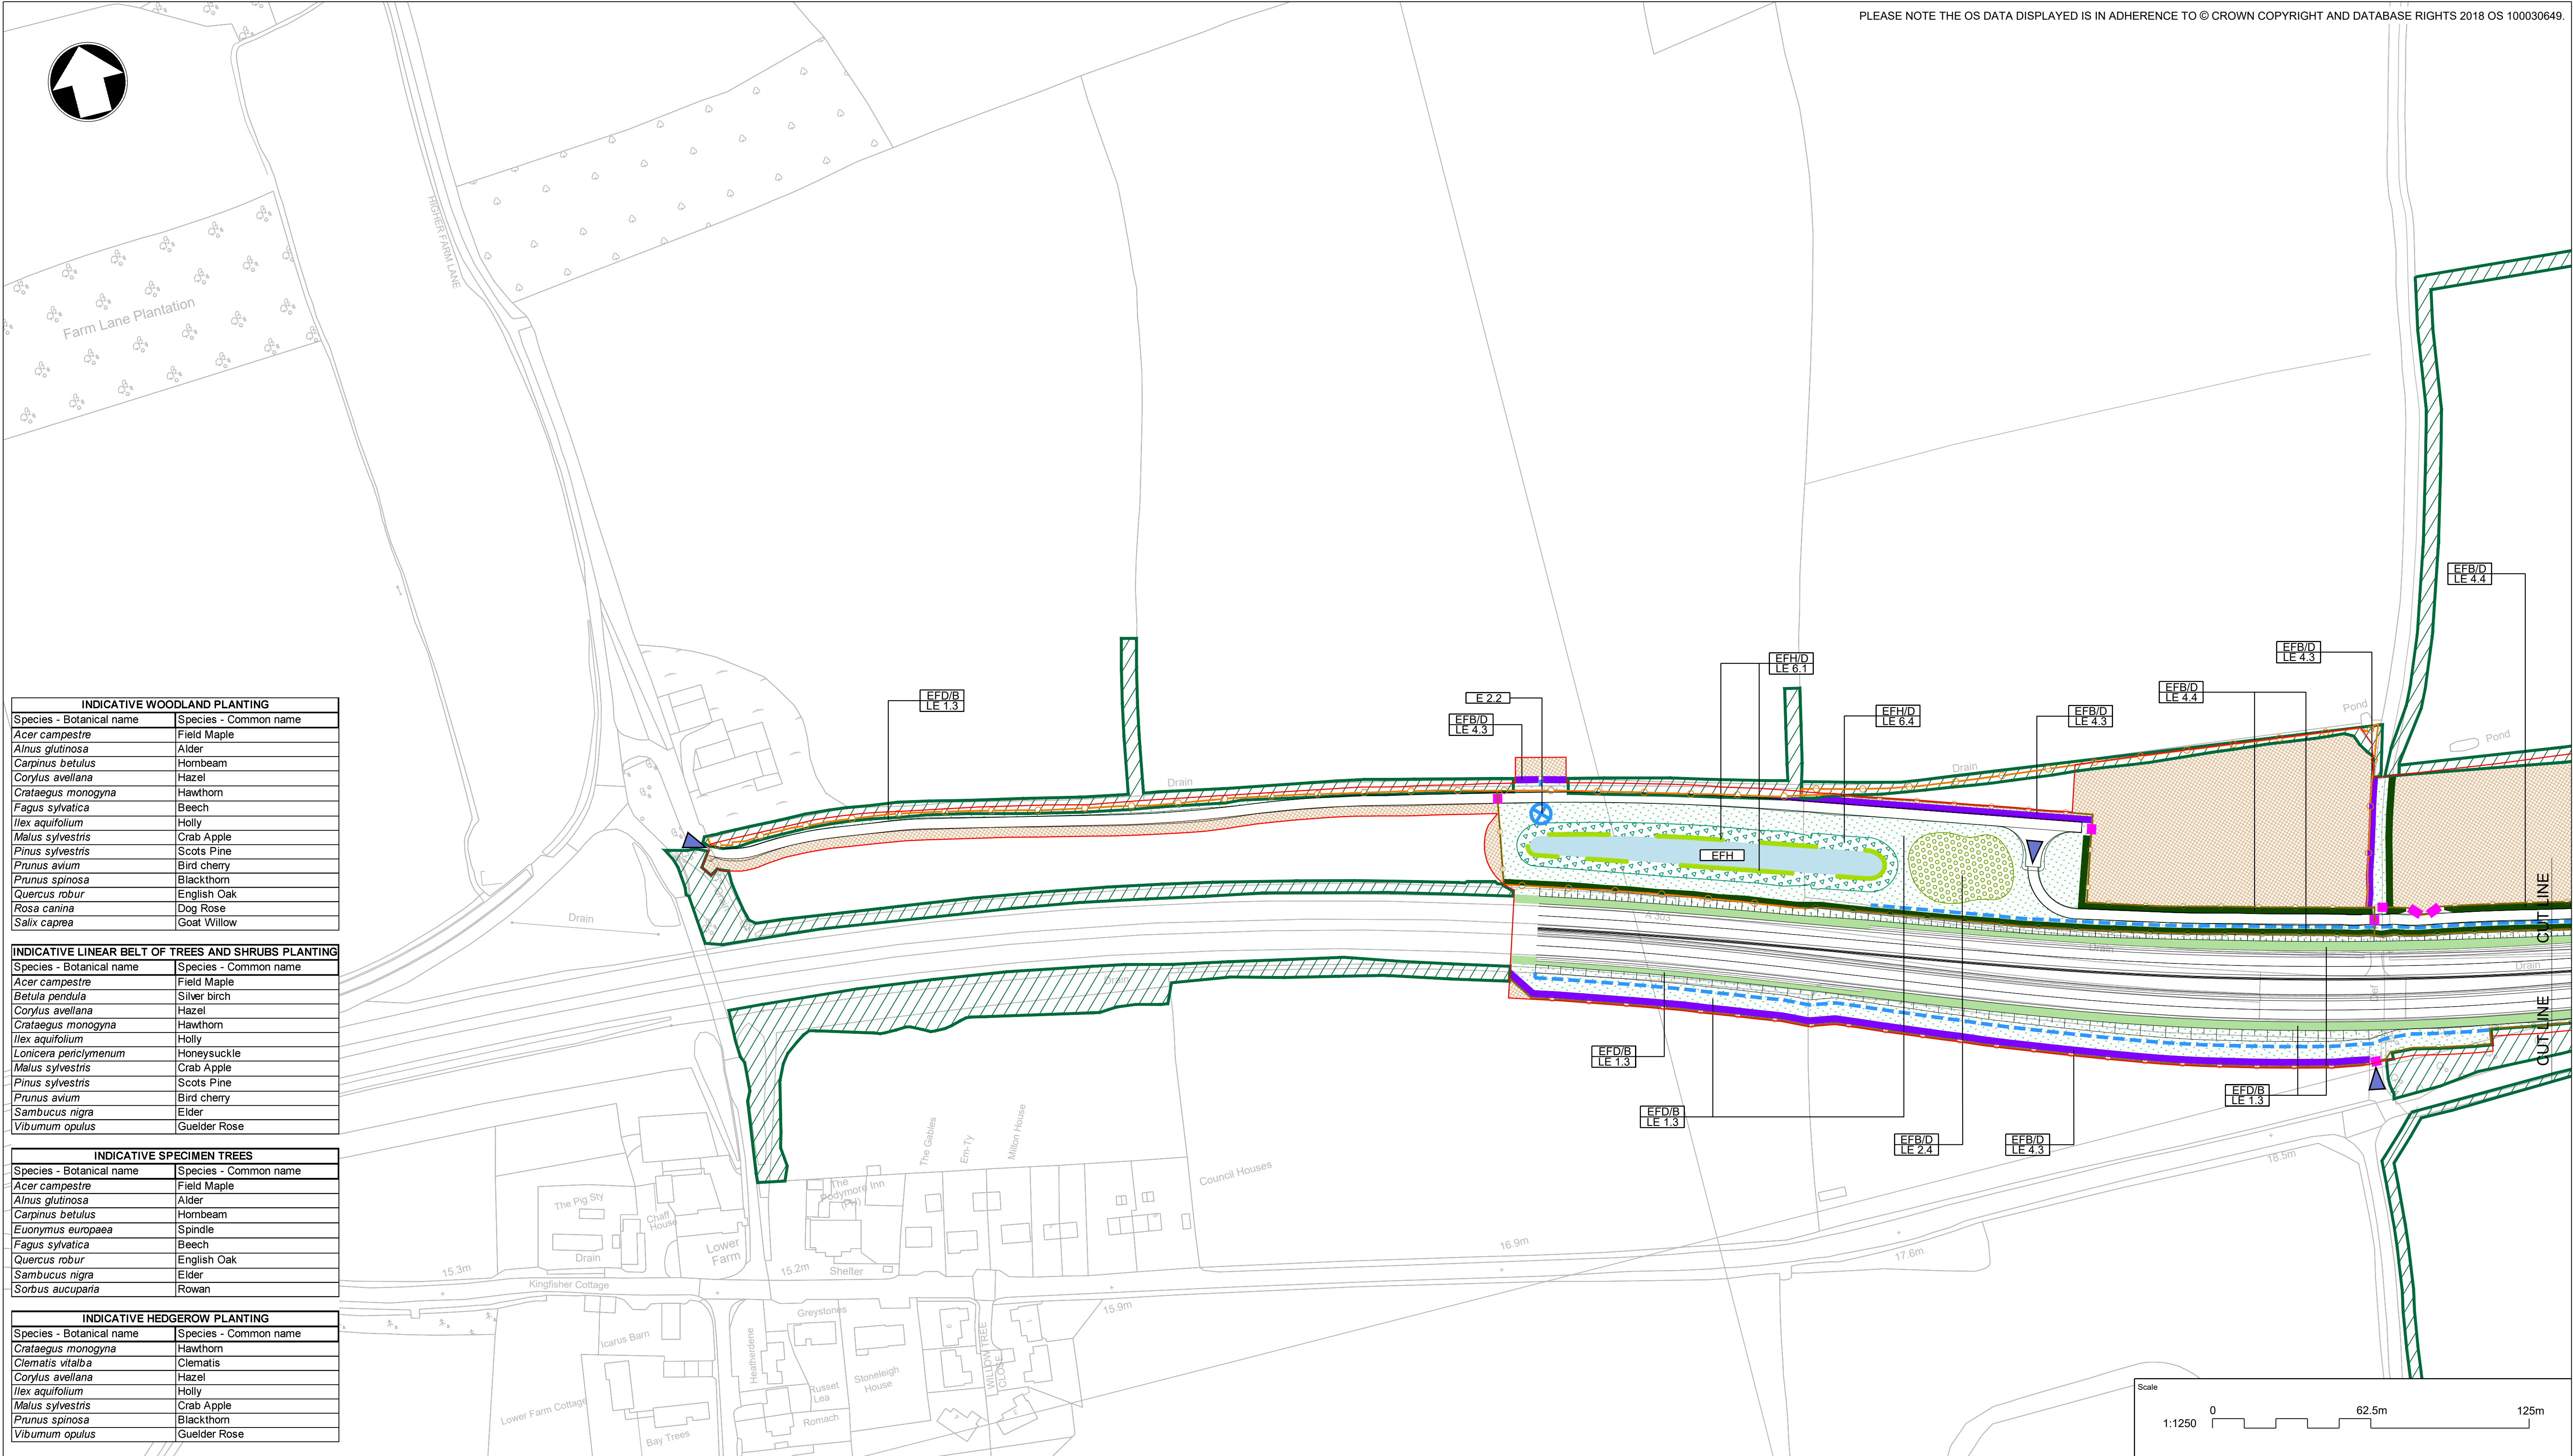 PLEASE NOTE THE OS DATA DISPLAYED IS IN ADHERENCE TO © CROWN COPYRIGHT AND DATABASE RIGHTS 2018 OS 100030649.
HIGHER FARM LANE
Farm Lane Plantation
EFB/D
LE 4.4
EFB/D
LE 4.3
EFH/D
LE 6.1
EFB/D
LE 4.4
EFD/B
LE 1.3
E 2.2
EFB/D
LE 4.3
EFH/D
LE 6.4
EFB/D
LE 4.3
Pond
Pond
Drain
Drain
EFH
A 303
Drain
Drain
Drain
Drain
Def
CUT LINE
CUT LINE
EFD/B
LE 1.3
EFD/B
LE 1.3
EFD/B
LE 1.3
EFB/D
LE 2.4
EFB/D
LE 4.3
INDICATIVE WOODLAND PLANTING
Species - Botanical name Species - Common name
Acer campestre Field Maple
Alnus glutinosa Alder
Carpinus betulus Hornbeam
Corylus avellana Hazel
Crataegus monogyna Hawthorn
Fagus sylvatica Beech
Ilex aquifolium Holly
Malus sylvestris Crab Apple
Pinus sylvestris Scots Pine
Prunus avium Bird cherry
Prunus spinosa Blackthorn
Quercus robur English Oak
Rosa canina Dog Rose
Salix caprea Goat Willow
INDICATIVE LINEAR BELT OF TREES AND SHRUBS PLANTING
Species - Botanical name Species - Common name
Acer campestre Field Maple
Betula pendula Silver birch
Corylus avellana Hazel
Crataegus monogyna Hawthorn
Ilex aquifolium Holly
Lonicera periclymenum Honeysuckle
Malus sylvestris Crab Apple
Pinus sylvestris Scots Pine
Prunus avium Bird cherry
Sambucus nigra Elder
Viburnum opulus Guelder Rose
INDICATIVE SPECIMEN TREES
Species - Botanical name Species - Common name
Acer campestre Field Maple
Alnus glutinosa Alder
Carpinus betulus Hornbeam
Euonymus europaea Spindle
Fagus sylvatica Beech
Quercus robur English Oak
Sambucus nigra Elder
Sorbus aucuparia Rowan
INDICATIVE HEDGEROW PLANTING
Species - Botanical name Species - Common name
Crataegus monogyna Hawthorn
Clematis vitalba Clematis
Corylus avellana Hazel
Ilex aquifolium Holly
Malus sylvestris Crab Apple
Prunus spinosa Blackthorn
Viburnum opulus Guelder Rose
The Gables
Em-Ty
Milton House
Council Houses
The Pig Sty
Chaff
House
The
Podymore Inn
(PH)
Lower
Farm
Drain
15.3m
15.2m
Shelter
Kingfisher Cottage
16.9m
17.6m
18.5m
15.9m
Greystones
Icarus Barn
Heatherdene
WILLOW TREE
CLOSE
Stoneleigh
House
Russet
Lea
Romach
Lower Farm Cottage
Bay Trees
Scale
1:1250
0 62.5m 125m